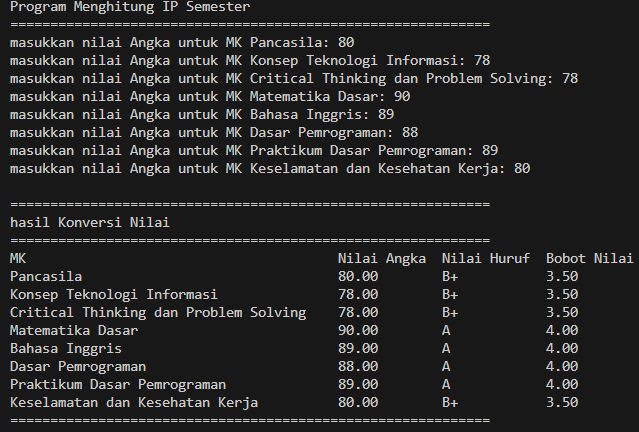 Program Menghitung IP Semester
============================================================
masukkan nilai Angka untuk MK Pancasila: 80
masukkan nilai Angka untuk MK Konsep Teknologi Informasi: 78
masukkan nilai Angka untuk MK Critical Thinking dan Problem Solving: 78
masukkan nilai Angka untuk MK Matematika Dasar: 90
masukkan nilai Angka untuk MK Bahasa Inggris: 89
masukkan nilai Angka untuk MK Dasar Pemrograman: 88
masukkan nilai Angka untuk MK Praktikum Dasar Pemrograman: 89
masukkan nilai Angka untuk MK Keselamatan dan Kesehatan Kerja: 80
============================================================
hasil Konversi Nilai
============================================================
MK                                       Nilai Angka  Nilai Huruf  Bobot Nilai
Pancasila                                80.00        B+           3.50
Konsep Teknologi Informasi               78.00        B+           3.50
Critical Thinking dan Problem Solving    78.00        B+           3.50
Matematika Dasar                         90.00        A            4.00
Bahasa Inggris                           89.00        A            4.00
Dasar Pemrograman                        88.00        A            4.00
Praktikum Dasar Pemrograman              89.00        A            4.00
Keselamatan dan Kesehatan Kerja          80.00        B+           3.50
============================================================